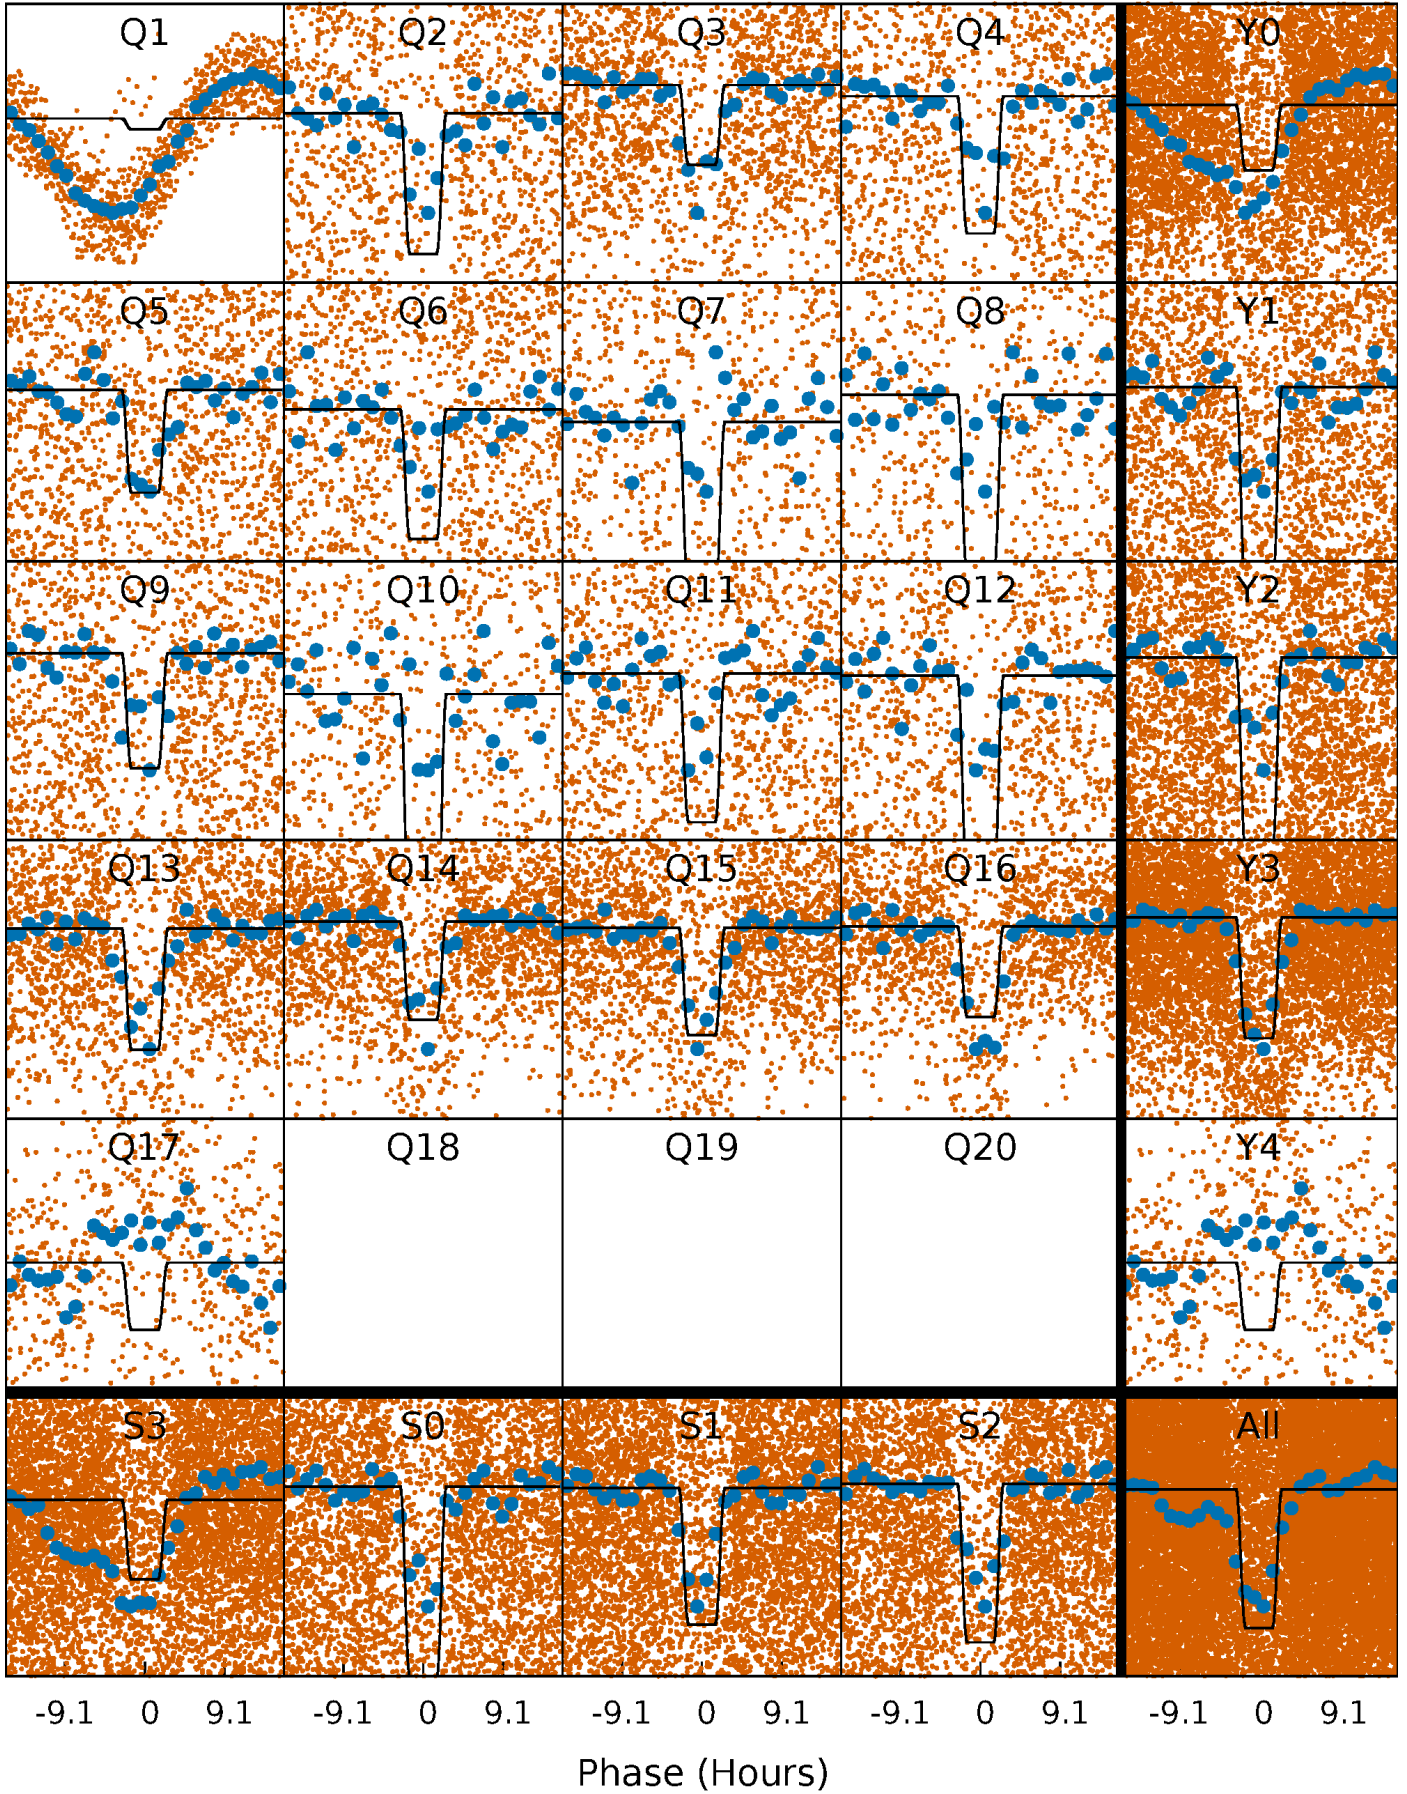 Q1 Q2 Q3 Q4 Y0
Q5 Q6 Q7 Q8 Y1
Q9 Q10 Q11 Q12 Y2
Q13 Q14 Q15 Q16 Y3
Q17 Q18 Q19 Q20 Y4
S3 S0 S1 S2 All
-9.1 0 9.1 -9.1 0 9.1 -9.1 0 9.1 -9.1 0 9.1 -9.1 0 9.1
Phase (Hours)